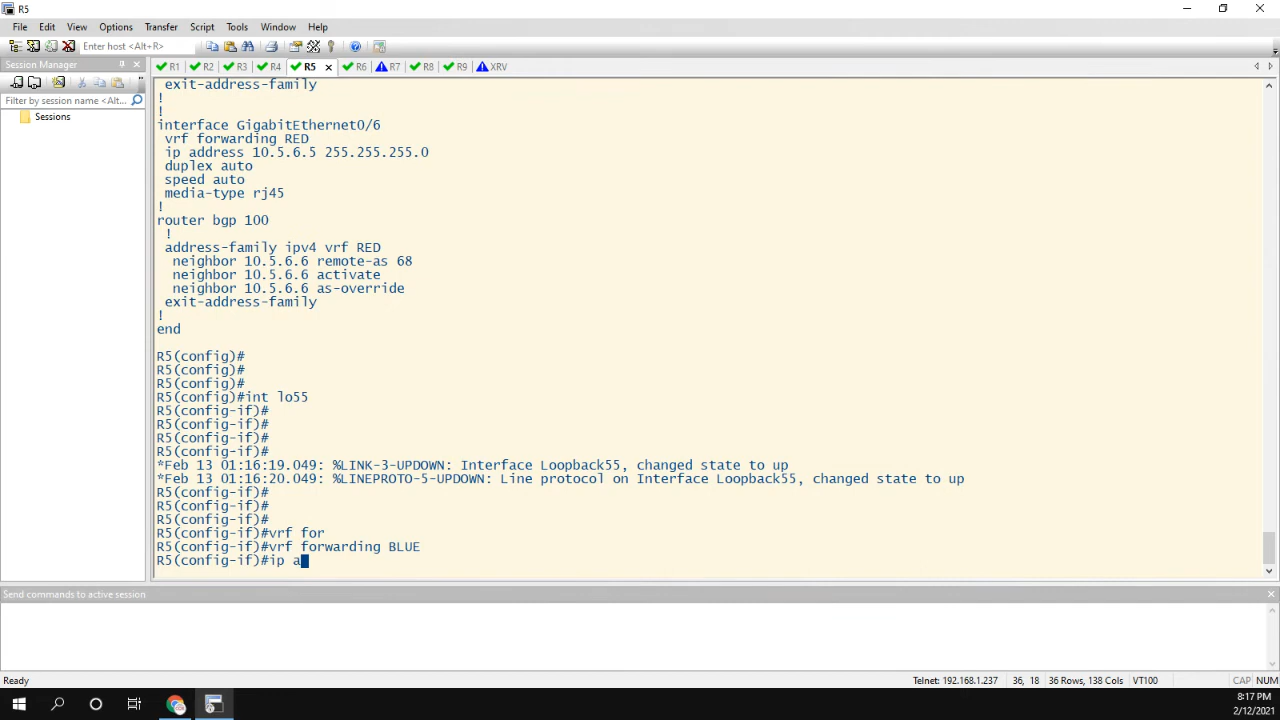 R5
File Edit View Options Transfer Script Tools Window Help
Enter host <Alt+R>
Session Manager
R1 R2 R3 R4 R5 R6 R7 R8 R9 XRV
Filter by session name <Alt...
Sessions
exit-address-family
!
!
interface GigabitEthernet0/6
vrf forwarding RED
ip address 10.5.6.5 255.255.255.0
duplex auto
speed auto
media-type rj45
!
router bgp 100
!
address-family ipv4 vrf RED
neighbor 10.5.6.6 remote-as 68
neighbor 10.5.6.6 activate
neighbor 10.5.6.6 as-override
exit-address-family
!
end
R5(config)#
R5(config)#
R5(config)#
R5(config)#int lo55
R5(config-if)#
R5(config-if)#
R5(config-if)#
R5(config-if)#
*Feb 13 01:16:19.049: %LINK-3-UPDOWN: Interface Loopback55, changed state to up
*Feb 13 01:16:20.049: %LINEPROTO-5-UPDOWN: Line protocol on Interface Loopback55, changed state to up
R5(config-if)#
R5(config-if)#
R5(config-if)#
R5(config-if)#vrf for
R5(config-if)#vrf forwarding BLUE
R5(config-if)#ip a
Send commands to active session
Ready Telnet: 192.168.1.237 36, 18 36 Rows, 138 Cols VT100 CAP NUM
8:17 PM
2/12/2021